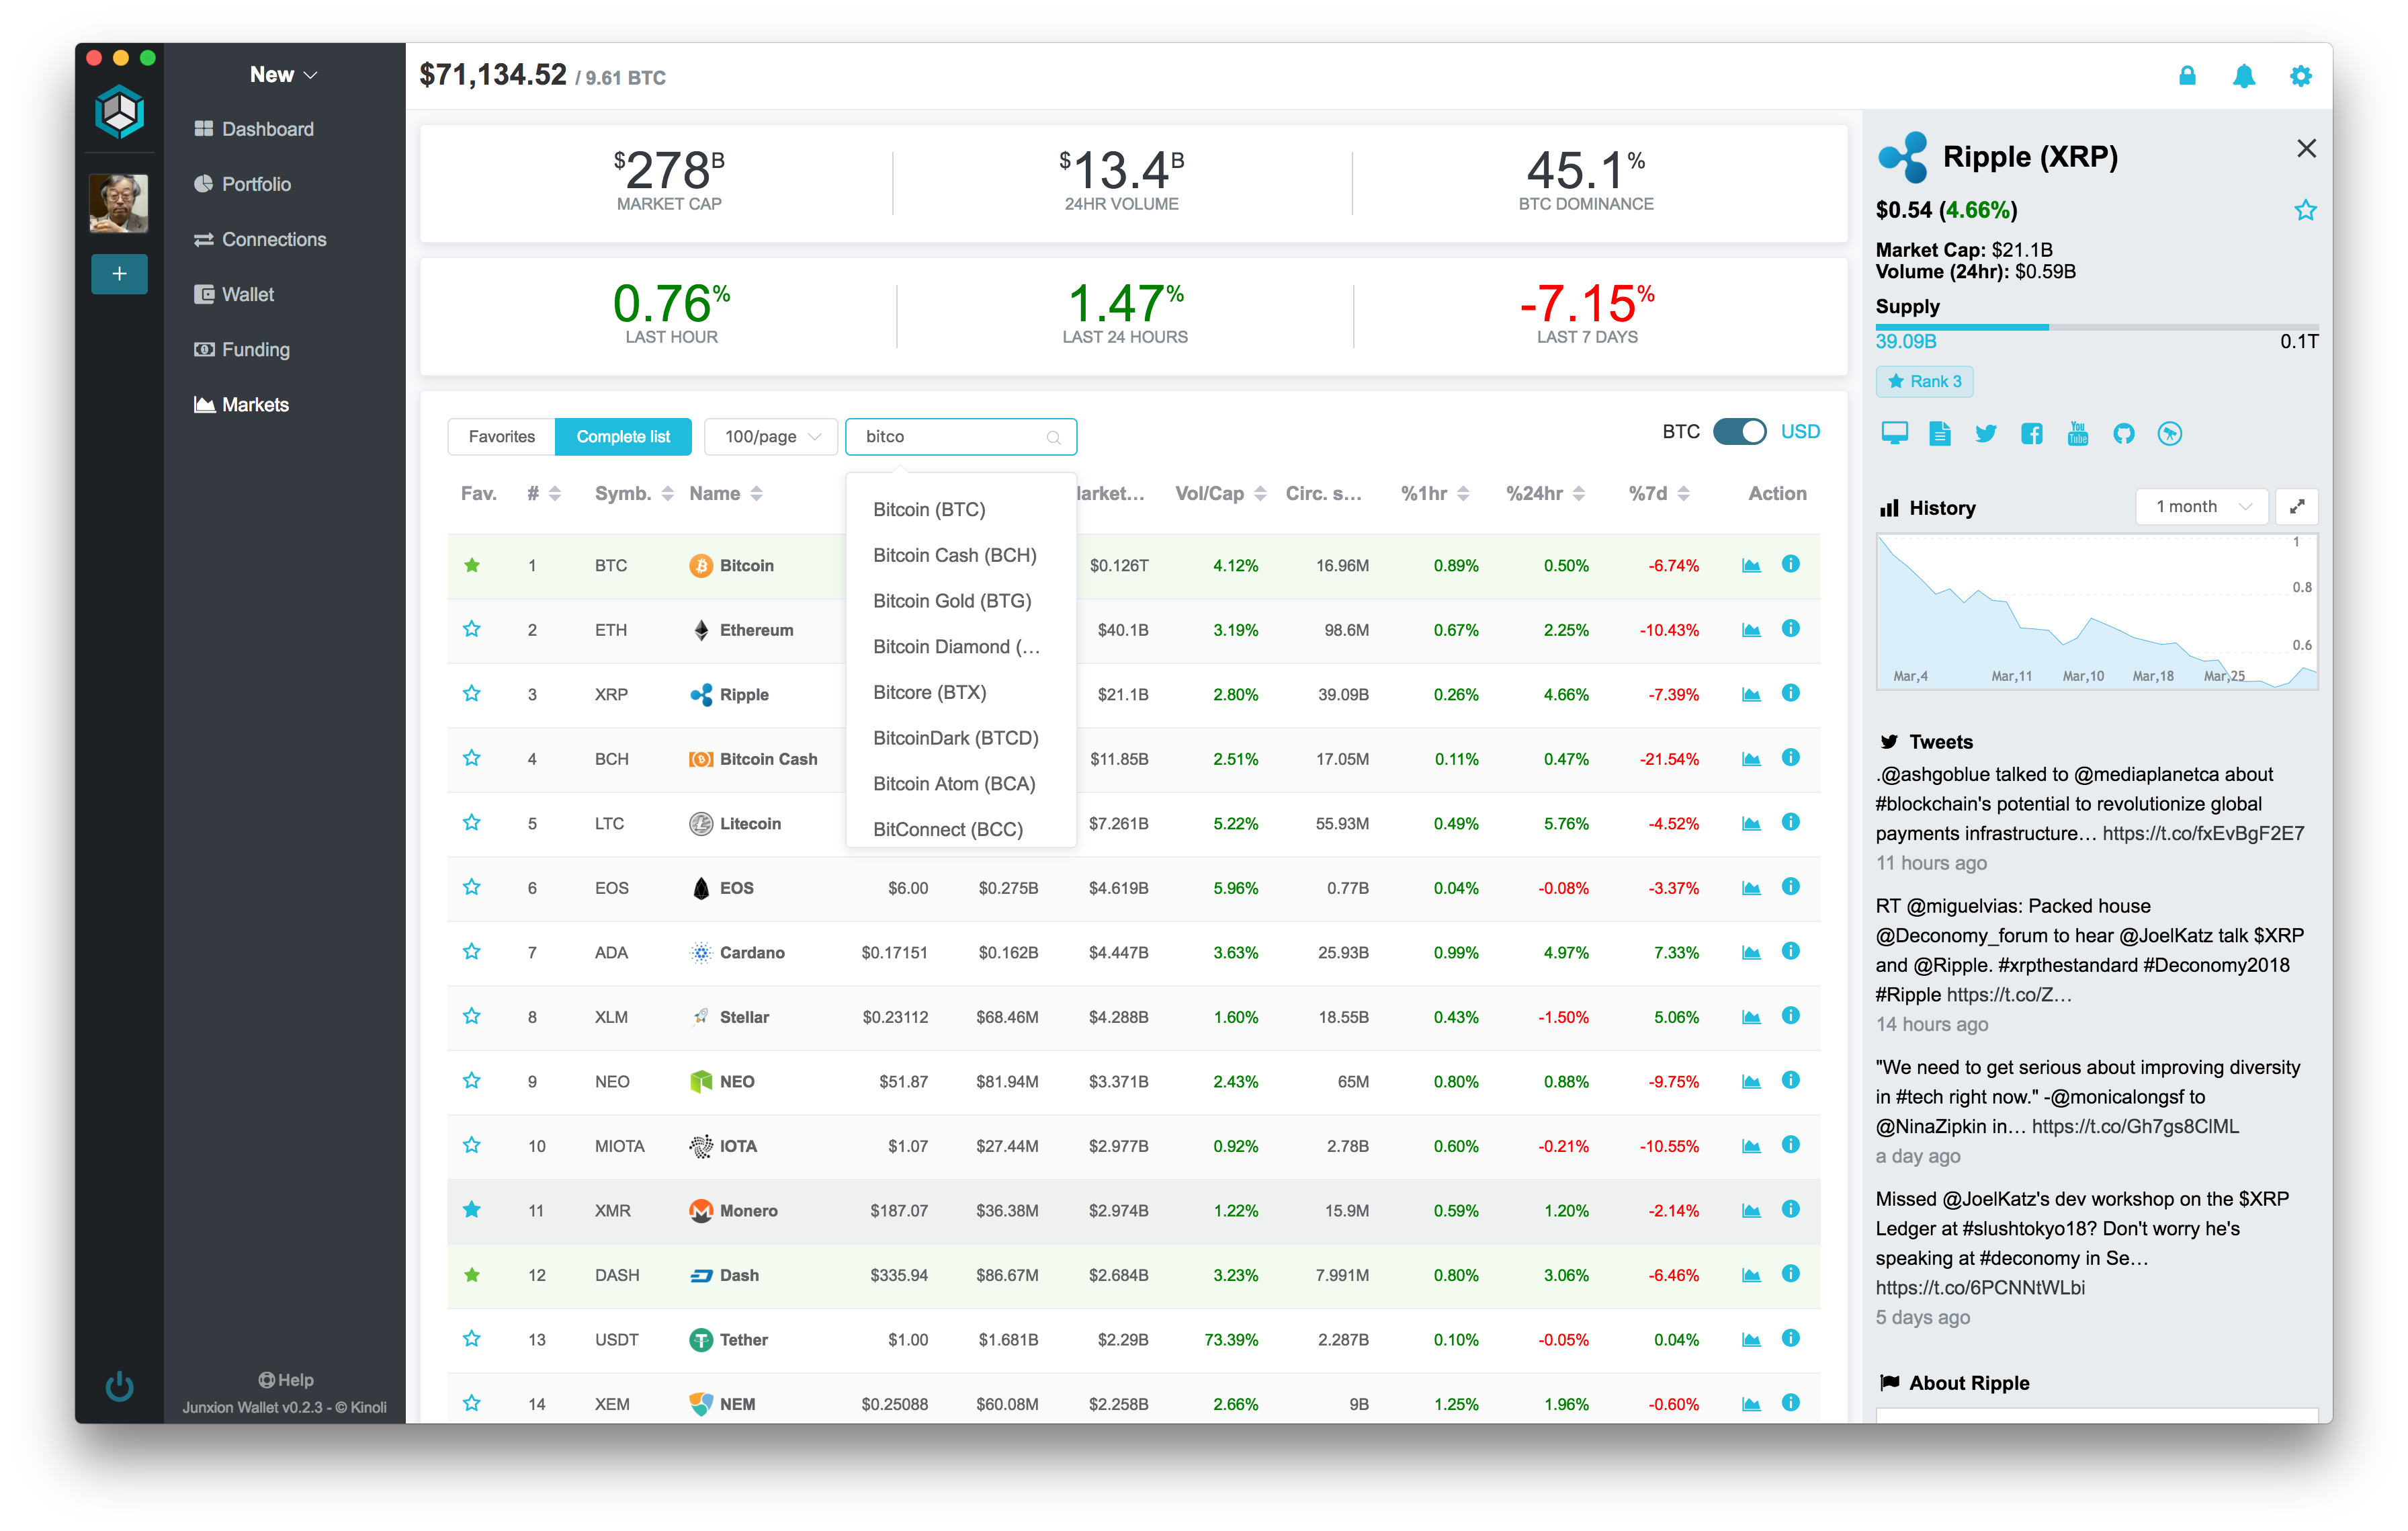 New
Dashboard
Portfolio
Connections
Wallet
Funding
Markets
Help
Junxion Wallet v0.2.3 - © Kinoli
$71,134.52 / 9.61 BTC
$278B
MARKET CAP
$13.4B
24HR VOLUME
45.1%
BTC DOMINANCE
0.76%
LAST HOUR
1.47%
LAST 24 HOURS
-7.15%
LAST 7 DAYS
Favorites Complete list 100/page bitco BTC USD
Bitcoin (BTC)
Bitcoin Cash (BCH)
Bitcoin Gold (BTG)
Bitcoin Diamond (...
Bitcore (BTX)
BitcoinDark (BTCD)
Bitcoin Atom (BCA)
BitConnect (BCC)
Fav. # Symb. Name arket... Vol/Cap Circ. s... %1hr %24hr %7d Action
1 BTC Bitcoin $0.126T 4.12% 16.96M 0.89% 0.50% -6.74%
2 ETH Ethereum $40.1B 3.19% 98.6M 0.67% 2.25% -10.43%
3 XRP Ripple $21.1B 2.80% 39.09B 0.26% 4.66% -7.39%
4 BCH Bitcoin Cash $11.85B 2.51% 17.05M 0.11% 0.47% -21.54%
5 LTC Litecoin $7.261B 5.22% 55.93M 0.49% 5.76% -4.52%
6 EOS EOS $6.00 $0.275B $4.619B 5.96% 0.77B 0.04% -0.08% -3.37%
7 ADA Cardano $0.17151 $0.162B $4.447B 3.63% 25.93B 0.99% 4.97% 7.33%
8 XLM Stellar $0.23112 $68.46M $4.288B 1.60% 18.55B 0.43% -1.50% 5.06%
9 NEO NEO $51.87 $81.94M $3.371B 2.43% 65M 0.80% 0.88% -9.75%
10 MIOTA IOTA $1.07 $27.44M $2.977B 0.92% 2.78B 0.60% -0.21% -10.55%
11 XMR Monero $187.07 $36.38M $2.974B 1.22% 15.9M 0.59% 1.20% -2.14%
12 DASH Dash $335.94 $86.67M $2.684B 3.23% 7.991M 0.80% 3.06% -6.46%
13 USDT Tether $1.00 $1.681B $2.29B 73.39% 2.287B 0.10% -0.05% 0.04%
14 XEM NEM $0.25088 $60.08M $2.258B 2.66% 9B 1.25% 1.96% -0.60%
Ripple (XRP)
$0.54 (4.66%)
Market Cap: $21.1B
Volume (24hr): $0.59B
Supply
39.09B 0.1T
Rank 3
You
Tube
History 1 month
1
0.8
0.6
Mar,4 Mar,11 Mar,10 Mar,18 Mar,25
Tweets
.@ashgoblue talked to @mediaplanetca about
#blockchain's potential to revolutionize global
payments infrastructure... https://t.co/fxEvBgF2E7
11 hours ago
RT @miguelvias: Packed house
@Deconomy_forum to hear @JoelKatz talk $XRP
and @Ripple. #xrpthestandard #Deconomy2018
#Ripple https://t.co/Z...
14 hours ago
"We need to get serious about improving diversity
in #tech right now." -@monicalongsf to
@NinaZipkin in... https://t.co/Gh7gs8ClML
a day ago
Missed @JoelKatz's dev workshop on the $XRP
Ledger at #slushtokyo18? Don't worry he's
speaking at #deconomy in Se...
https://t.co/6PCNNtWLbi
5 days ago
About Ripple